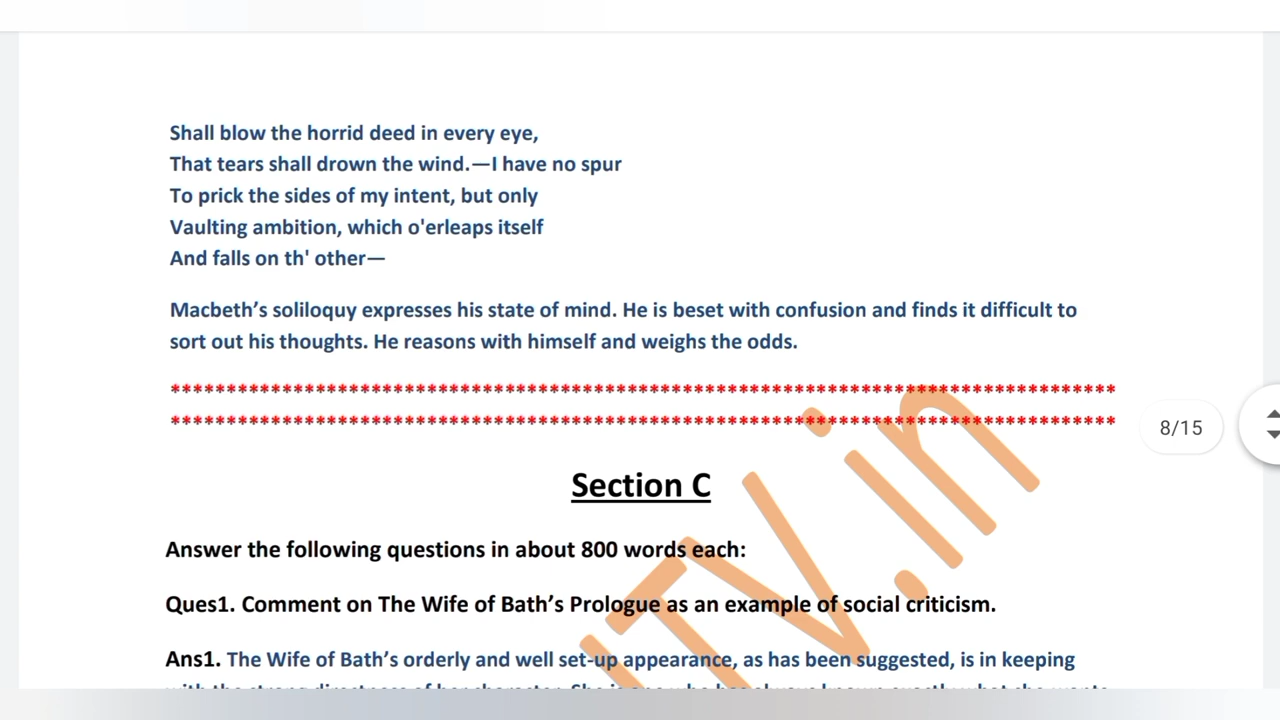 Shall blow the horrid deed in every eye,
That tears shall drown the wind.—I have no spur
To prick the sides of my intent, but only
Vaulting ambition, which o'erleaps itself
And falls on th' other—
Macbeth’s soliloquy expresses his state of mind. He is beset with confusion and finds it difficult to
sort out his thoughts. He reasons with himself and weighs the odds.
************************************************************************************
************************************************************************************
8/15
Section C
Answer the following questions in about 800 words each:
Ques1. Comment on The Wife of Bath’s Prologue as an example of social criticism.
Ans1. The Wife of Bath’s orderly and well set-up appearance, as has been suggested, is in keeping
TV.in